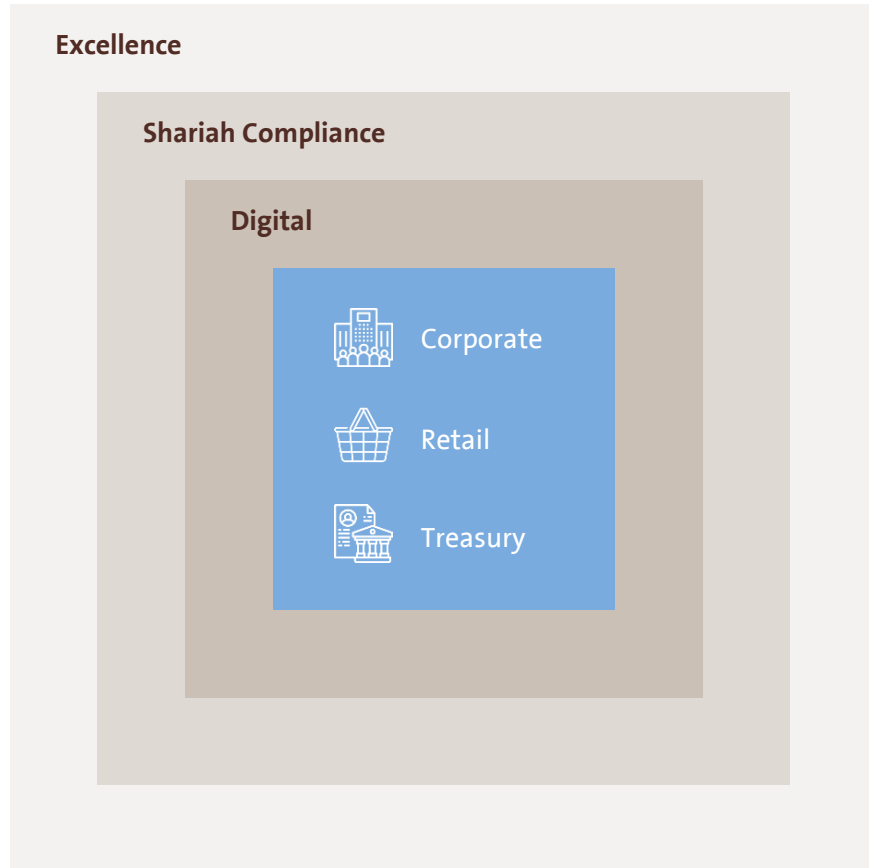 Excellence
Shariah Compliance
Digital
Corporate
Retail
Treasury